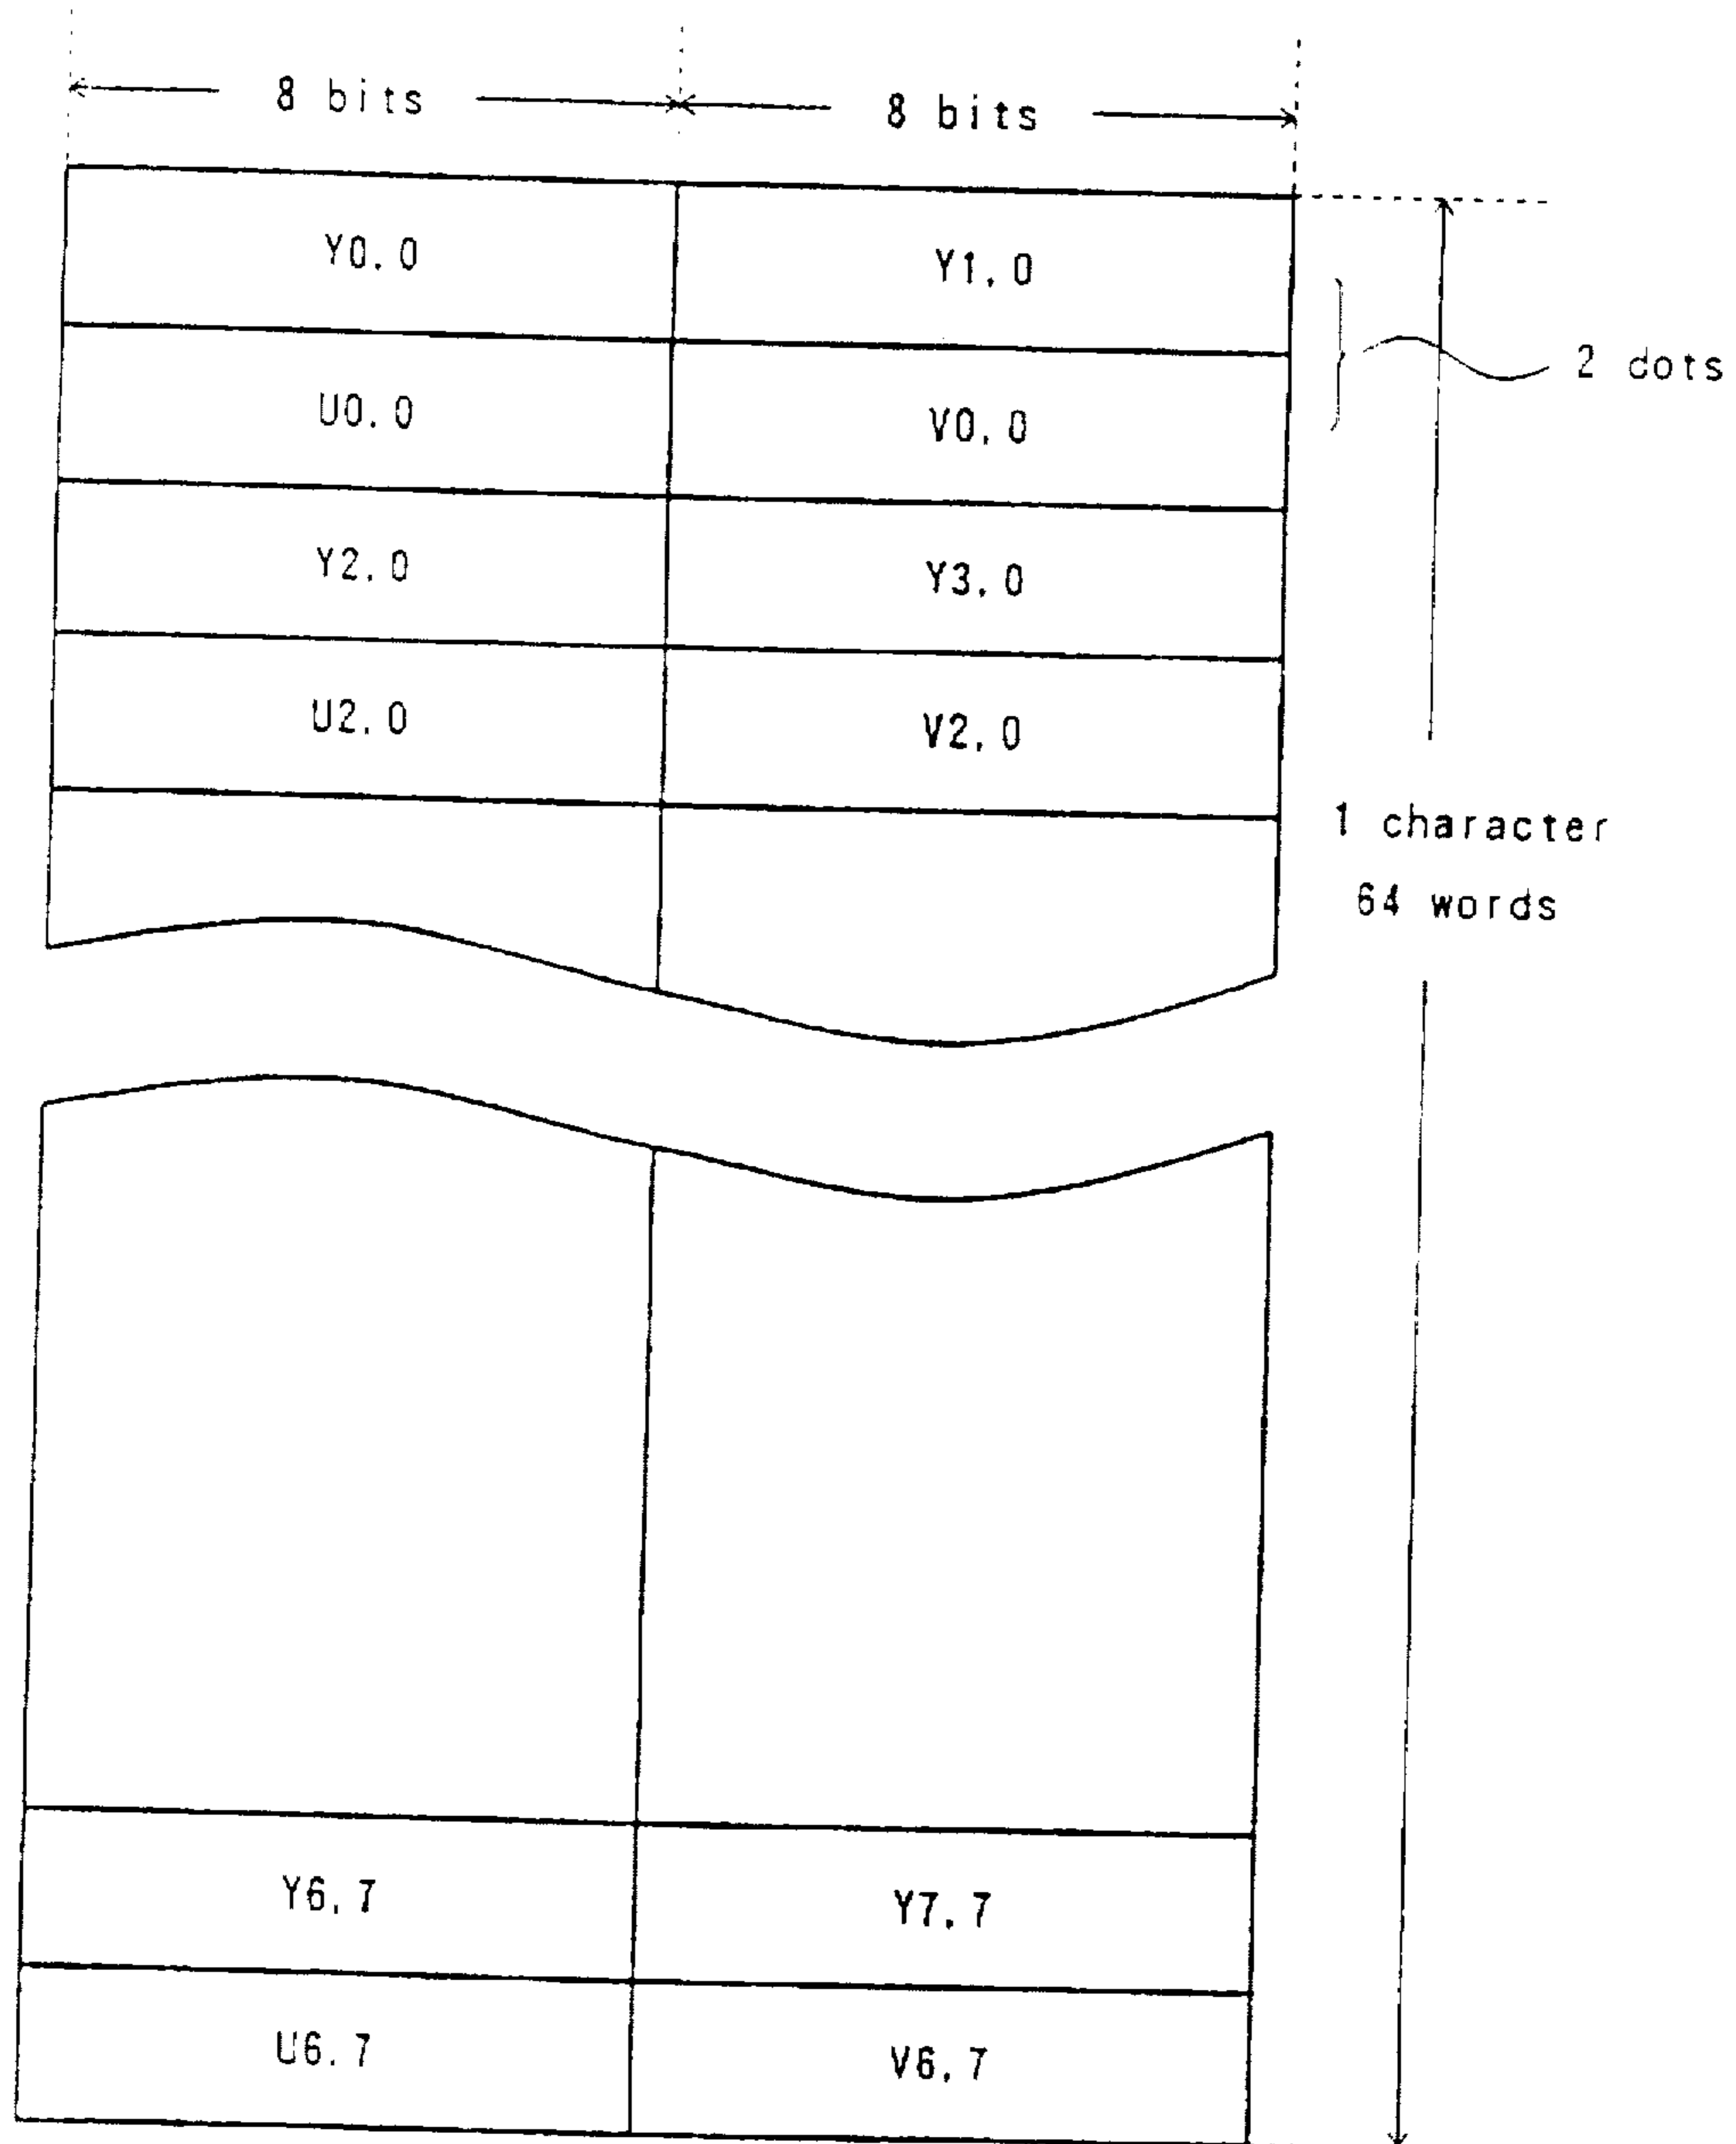 8 bits 8 bits
Y0.0 Y1.0
2 dots
U0.0 V0.0
Y2.0 Y3.0
U2.0 V2.0
1 character
64 words
Y6.7 Y7.7
U6.7 V6.7